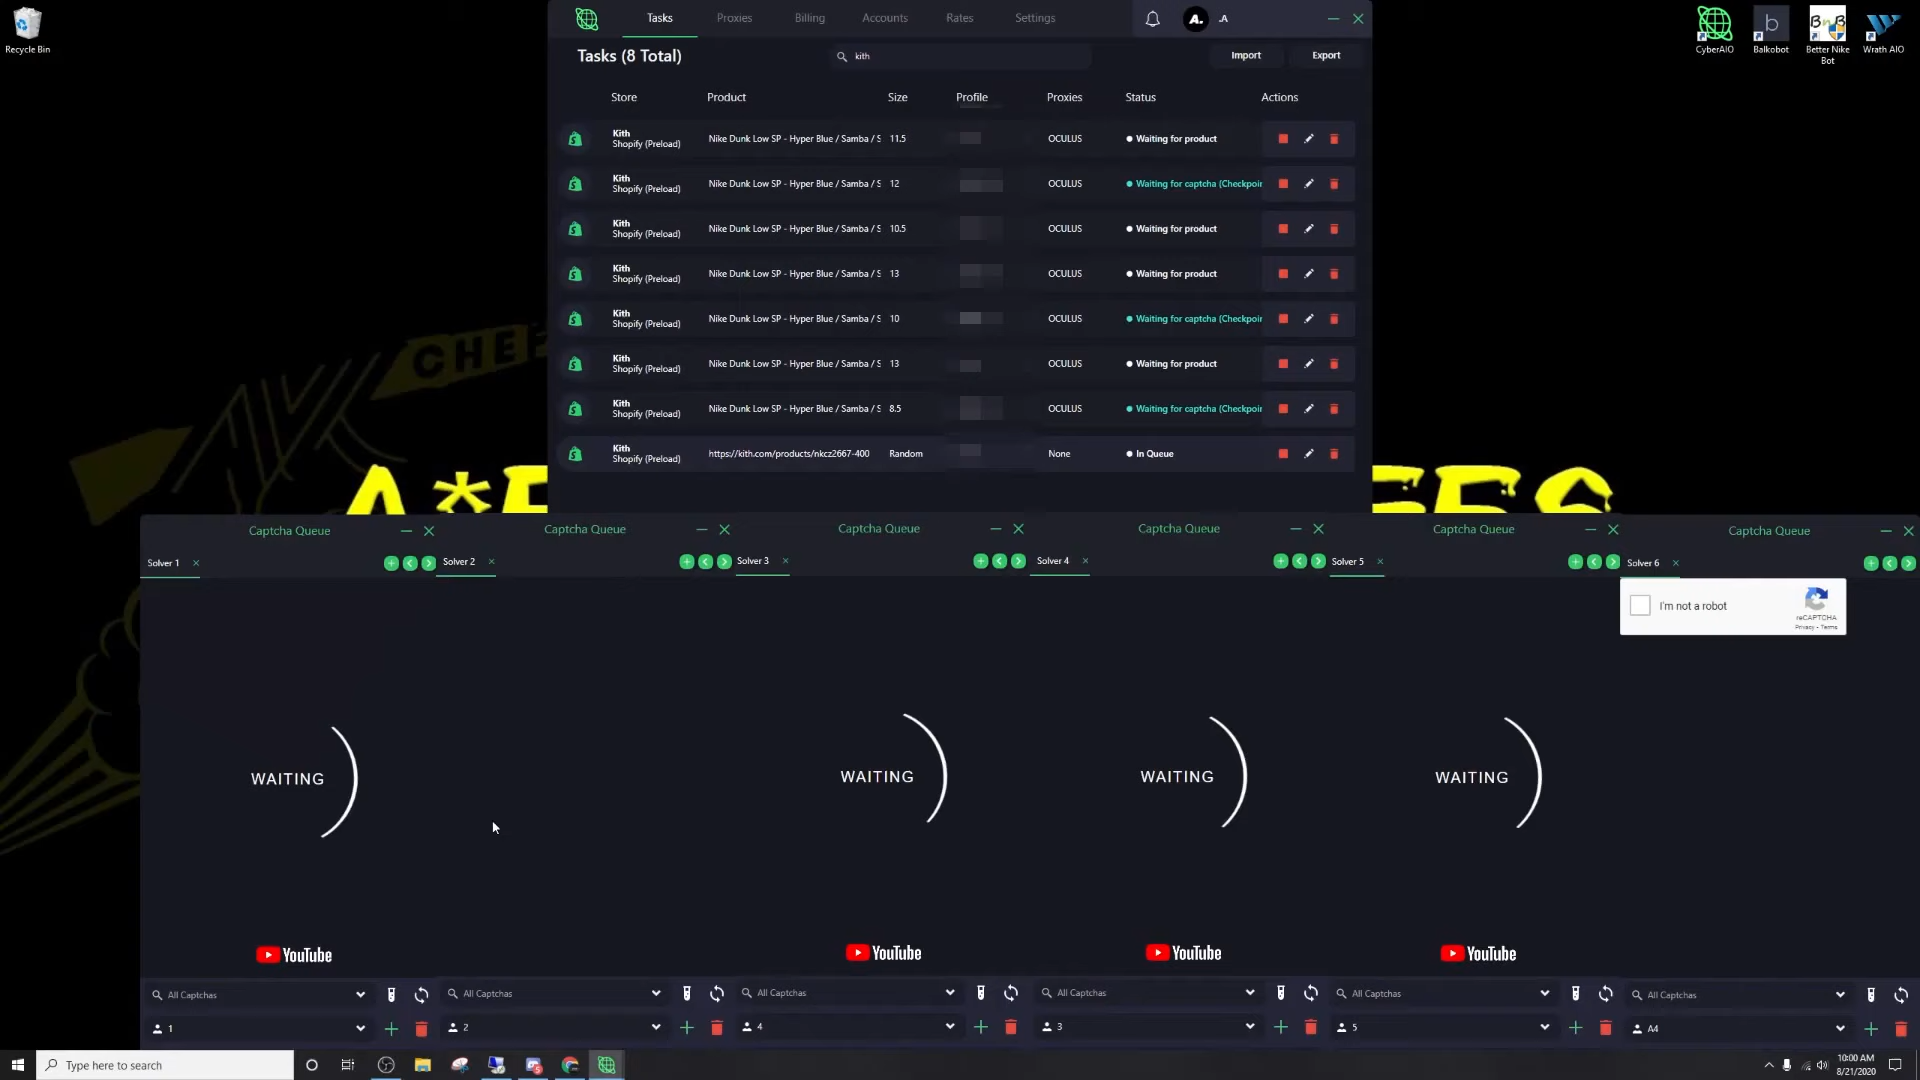 Recycle Bin
Tasks
Proxies
Billing
Accounts
Rates
Settings
A.
.A
CyberAIO
Balkobot
Better Nike Bot
Wrath AIO
Tasks (8 Total)
kith
Import
Export
Store
Product
Size
Profile
Proxies
Status
Actions
Kith
Shopify (Preload)
Nike Dunk Low SP - Hyper Blue / Samba / S
11.5
OCULUS
Waiting for product
Kith
Shopify (Preload)
Nike Dunk Low SP - Hyper Blue / Samba / S
12
OCULUS
Waiting for captcha (Checkpoin
Kith
Shopify (Preload)
Nike Dunk Low SP - Hyper Blue / Samba / S
10.5
OCULUS
Waiting for product
Kith
Shopify (Preload)
Nike Dunk Low SP - Hyper Blue / Samba / S
13
OCULUS
Waiting for product
Kith
Shopify (Preload)
Nike Dunk Low SP - Hyper Blue / Samba / S
10
OCULUS
Waiting for captcha (Checkpoin
Kith
Shopify (Preload)
Nike Dunk Low SP - Hyper Blue / Samba / S
13
OCULUS
Waiting for product
Kith
Shopify (Preload)
Nike Dunk Low SP - Hyper Blue / Samba / S
8.5
OCULUS
Waiting for captcha (Checkpoin
Kith
Shopify (Preload)
https://kith.com/products/nkcz2667-400
Random
None
In Queue
CHEF
Captcha Queue
Captcha Queue
Captcha Queue
Captcha Queue
Captcha Queue
Captcha Queue
Solver 1
Solver 2
Solver 3
Solver 4
Solver 5
Solver 6
I'm not a robot
reCAPTCHA
Privacy - Terms
WAITING
WAITING
WAITING
WAITING
YouTube
YouTube
YouTube
YouTube
All Captchas
All Captchas
All Captchas
All Captchas
All Captchas
All Captchas
1
2
4
3
5
A4
Type here to search
10:00 AM
8/21/2020